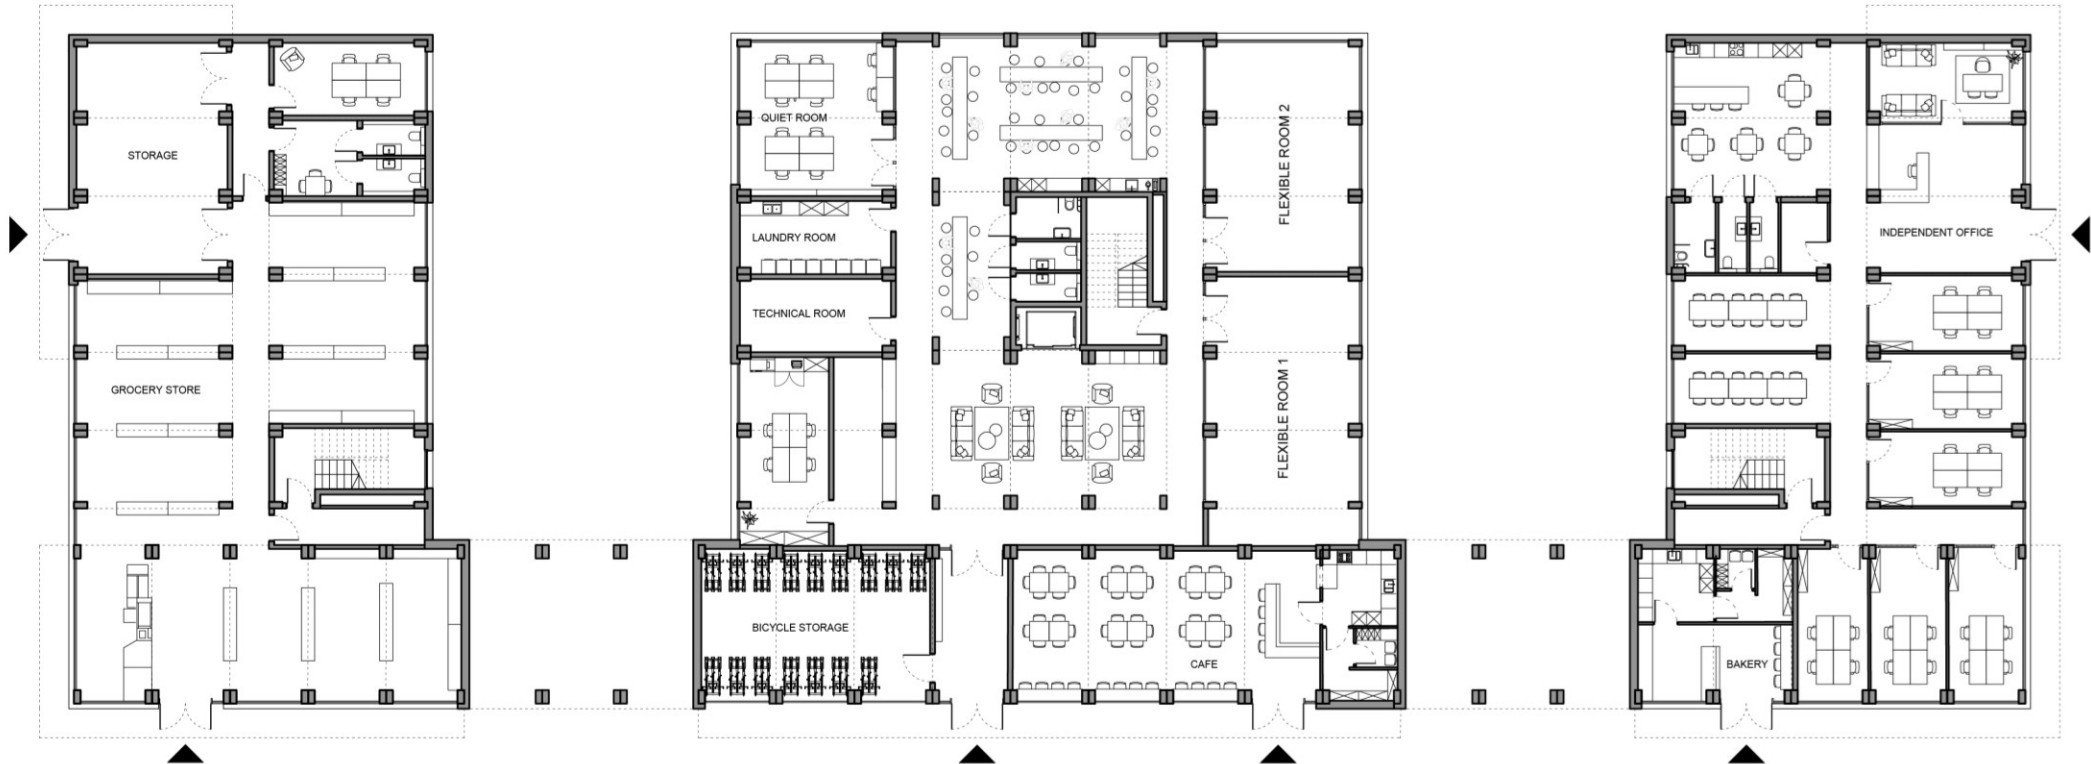 STORAGE
GROCERY STORE
QUIET ROOM
LAUNDRY ROOM
TECHNICAL ROOM
BICYCLE STORAGE
FLEXIBLE ROOM 2
FLEXIBLE ROOM 1
CAFE
INDEPENDENT OFFICE
BAKERY